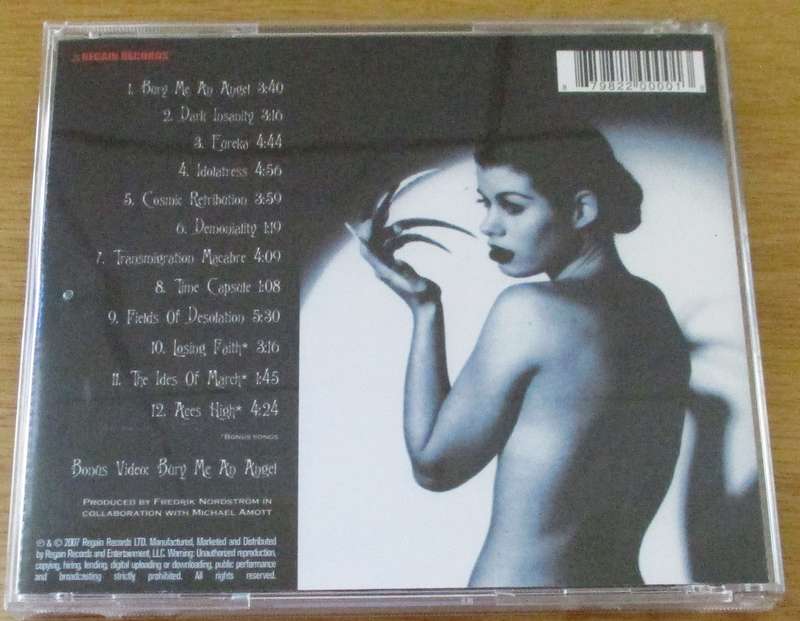 REGAIN RECORDS
79822 00001
1. Bury Me An Angel 3:40
2. Dark Insanity 3:16
3. Eureka 4:44
4. Idolatress 4:56
5. Cosmic Retribution 3:59
6. Demoniality 1:19
7. Transmigration Macabre 4:09
8. Time Capsule 1:08
9. Fields Of Desolation 5:30
10. Losing Faith* 3:16
11. The Ides Of March* 1:45
12. Aces High* 4:24
*Bonus songs
Bonus Video: Bury Me An Angel
Produced by Fredrik Nordström in
collaboration with Michael Amott
℗ & © 2007 Regain Records LTD. Manufactured, Marketed and Distributed
by Regain Records and Entertainment, LLC. Warning: Unauthorized reproduction,
copying, hiring, lending, digital uploading or downloading, public performance
and broadcasting strictly prohibited. All rights reserved.